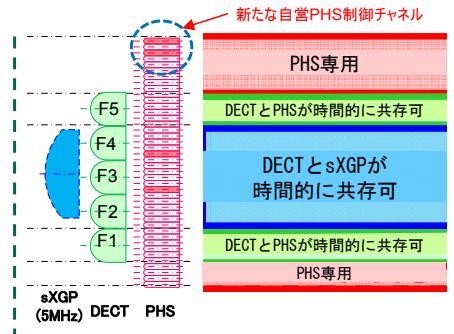 新たな自営PHS制御チャネル
PHS専用
F5
DECTとPHSが時間的に共存可
F4
F3
DECTとsXGPが
時間的に共存可
F2
F1
DECTとPHSが時間的に共存可
PHS専用
sXGP
(5MHz)
DECT
PHS